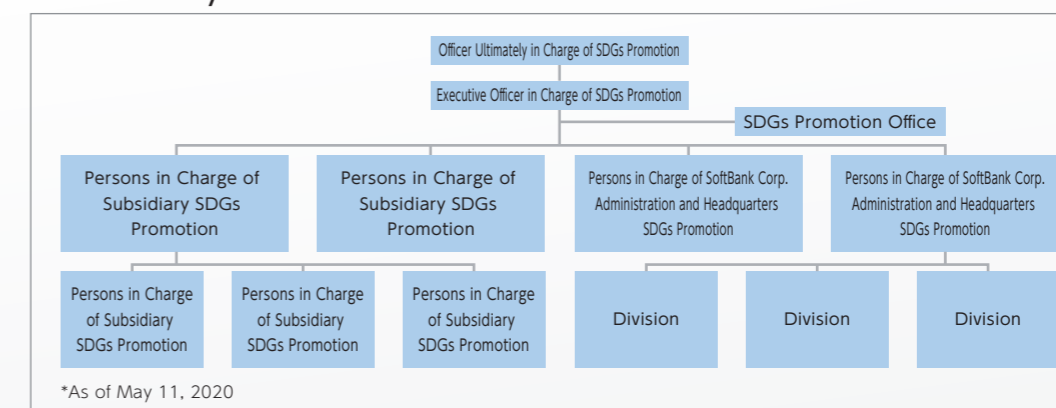 Officer Ultimately in Charge of SDGs Promotion
Executive Officer in Charge of SDGs Promotion
SDGs Promotion Office
Persons in Charge of
Subsidiary SDGs
Promotion
Persons in Charge of
Subsidiary SDGs
Promotion
Persons in Charge of SoftBank Corp.
Administration and Headquarters
SDGs Promotion
Persons in Charge of SoftBank Corp.
Administration and Headquarters
SDGs Promotion
Persons in Charge
of Subsidiary
SDGs Promotion
Persons in Charge
of Subsidiary
SDGs Promotion
Persons in Charge
of Subsidiary
SDGs Promotion
Division
Division
Division
*As of May 11, 2020